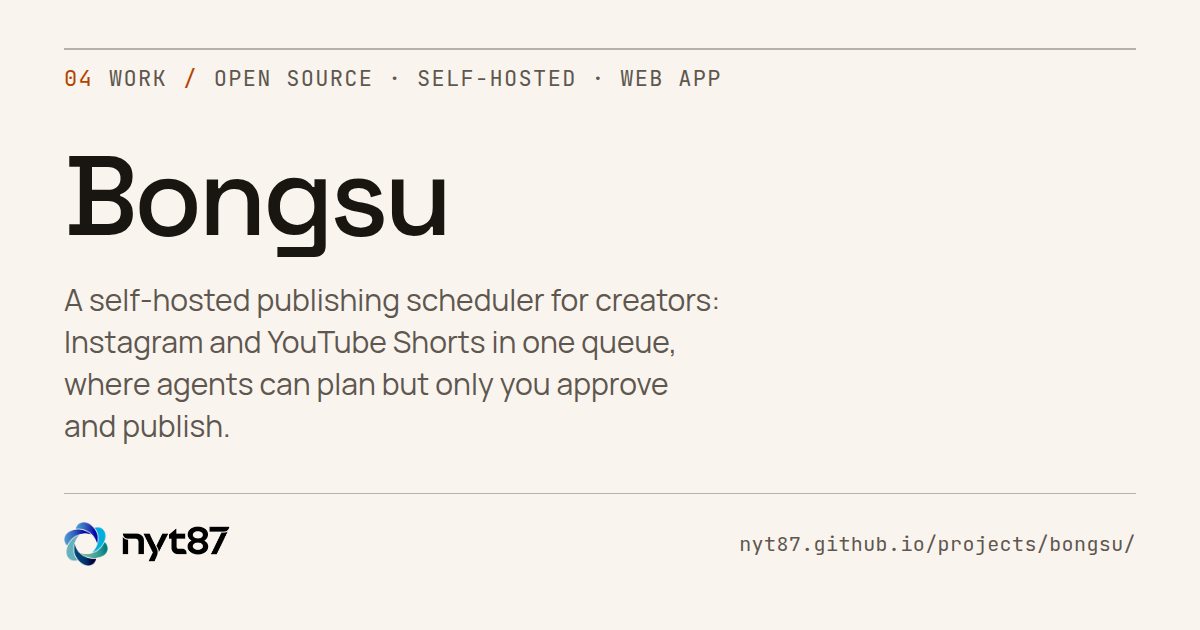 04 WORK / OPEN SOURCE · SELF-HOSTED · WEB APP
Bongsu
A self-hosted publishing scheduler for creators:
Instagram and YouTube Shorts in one queue,
where agents can plan but only you approve
and publish.
nyt87
nyt87.github.io/projects/bongsu/